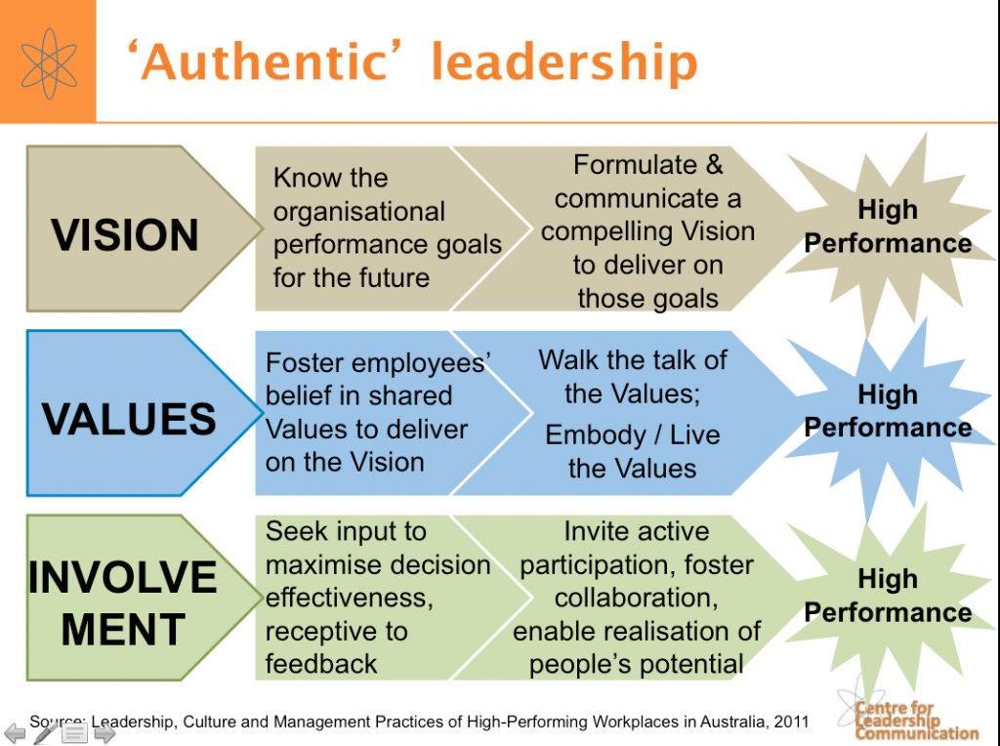 ‘Authentic’ leadership
VISION
Know the
organisational
performance goals
for the future
Formulate &
communicate a
compelling Vision
to deliver on
those goals
High
Performance
VALUES
Foster employees’
belief in shared
Values to deliver
on the Vision
Walk the talk of
the Values;
Embody / Live
the Values
High
Performance
INVOLVE
MENT
Seek input to
maximise decision
effectiveness,
receptive to
feedback
Invite active
participation, foster
collaboration,
enable realisation of
people’s potential
High
Performance
Source: Leadership, Culture and Management Practices of High-Performing Workplaces in Australia, 2011
Centre for
Leadership
Communication